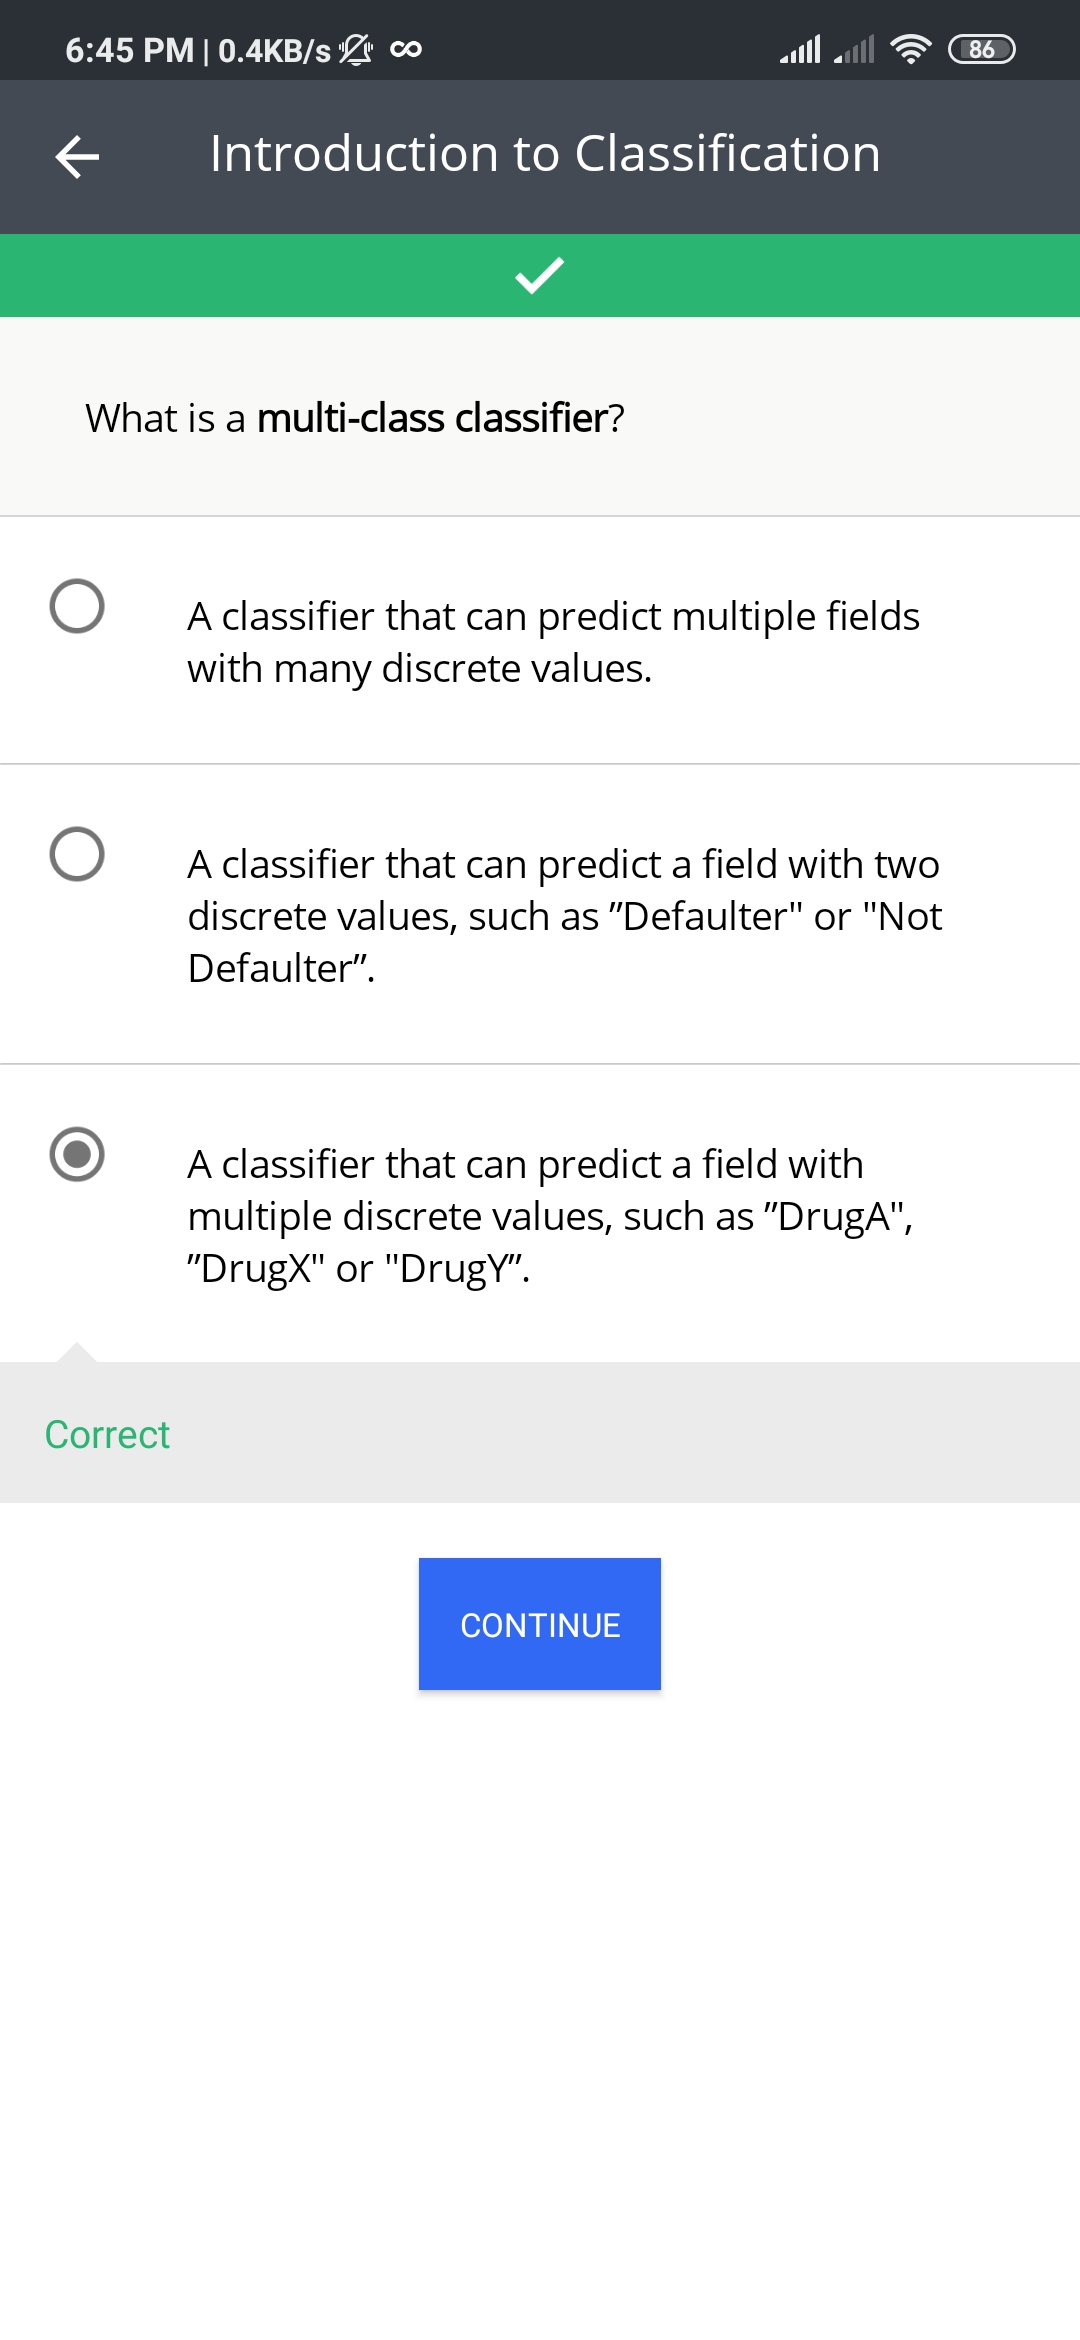 6:45 PM | 0.4KB/s
86
Introduction to Classification
What is a multi-class classifier?
A classifier that can predict multiple fields
with many discrete values.
A classifier that can predict a field with two
discrete values, such as ”Defaulter" or "Not
Defaulter”.
A classifier that can predict a field with
multiple discrete values, such as ”DrugA",
”DrugX" or "DrugY”.
Correct
CONTINUE